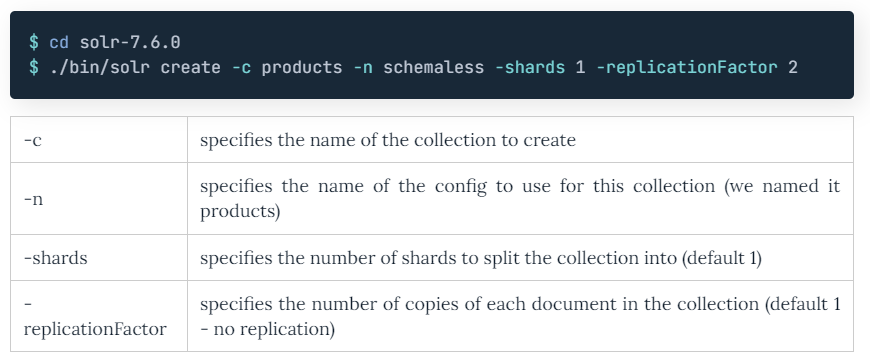 $ cd solr-7.6.0
$ ./bin/solr create -c products -n schemaless -shards 1 -replicationFactor 2
-c
specifies the name of the collection to create
-n
specifies the name of the config to use for this collection (we named it
products)
-shards
specifies the number of shards to split the collection into (default 1)
-
replicationFactor
specifies the number of copies of each document in the collection (default 1
- no replication)